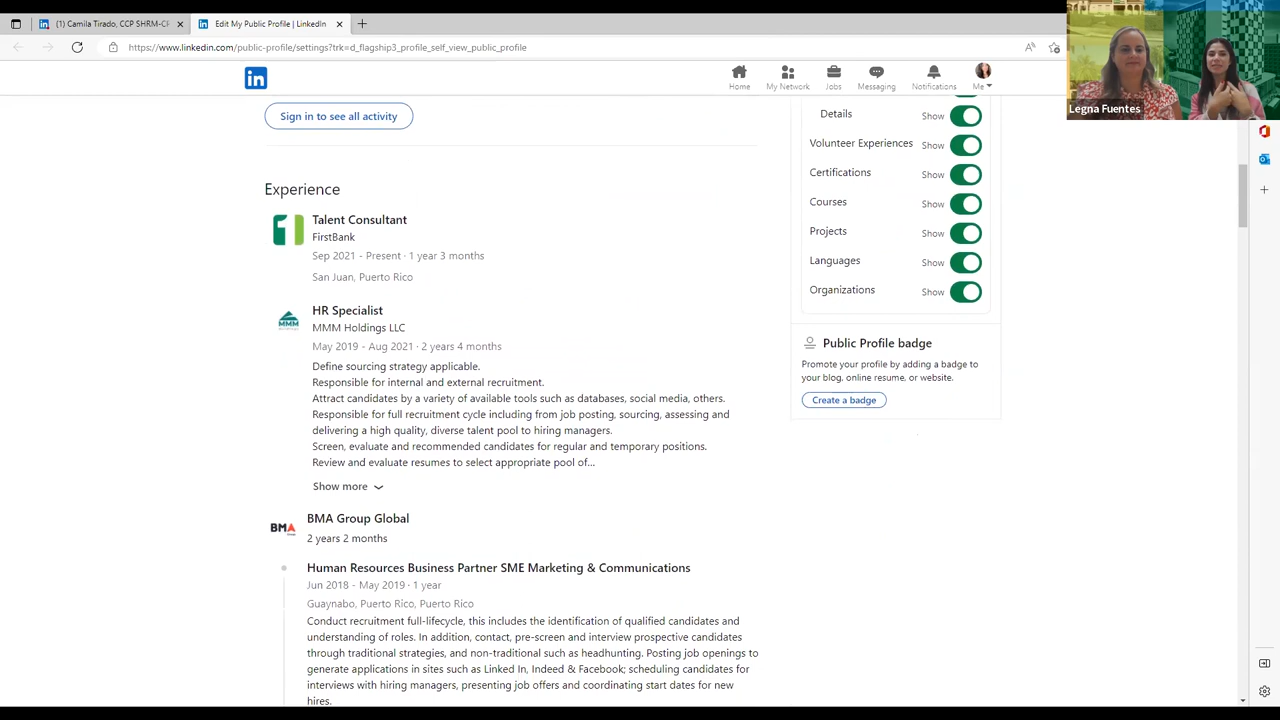 (1) Camila Tirado, CCP SHRM-CP
Edit My Public Profile | LinkedIn
https://www.linkedin.com/public-profile/settings?trk=d_flagship3_profile_self_view_public_profile
in
Home
My Network
Jobs
Messaging
Notifications
Me
Legna Fuentes
Sign in to see all activity
Experience
1
Talent Consultant
FirstBank
Sep 2021 - Present · 1 year 3 months
San Juan, Puerto Rico
HR Specialist
MMM
MMM Holdings LLC
May 2019 - Aug 2021 · 2 years 4 months
Define sourcing strategy applicable.
Responsible for internal and external recruitment.
Attract candidates by a variety of available tools such as databases, social media, others.
Responsible for full recruitment cycle including from job posting, sourcing, assessing and
delivering a high quality, diverse talent pool to hiring managers.
Screen, evaluate and recommended candidates for regular and temporary positions.
Review and evaluate resumes to select appropriate pool of...
Show more
BMA
BMA Group Global
2 years 2 months
Human Resources Business Partner SME Marketing & Communications
Jun 2018 - May 2019 · 1 year
Guaynabo, Puerto Rico, Puerto Rico
Conduct recruitment full-lifecycle, this includes the identification of qualified candidates and
understanding of roles. In addition, contact, pre-screen and interview prospective candidates
through traditional strategies, and non-traditional such as headhunting. Posting job openings to
generate applications in sites such as Linked In, Indeed & Facebook; scheduling candidates for
interviews with hiring managers, presenting job offers and coordinating start dates for new
hires.
Details Show
Volunteer Experiences Show
Certifications Show
Courses Show
Projects Show
Languages Show
Organizations Show
Public Profile badge
Promote your profile by adding a badge to
your blog, online resume, or website.
Create a badge